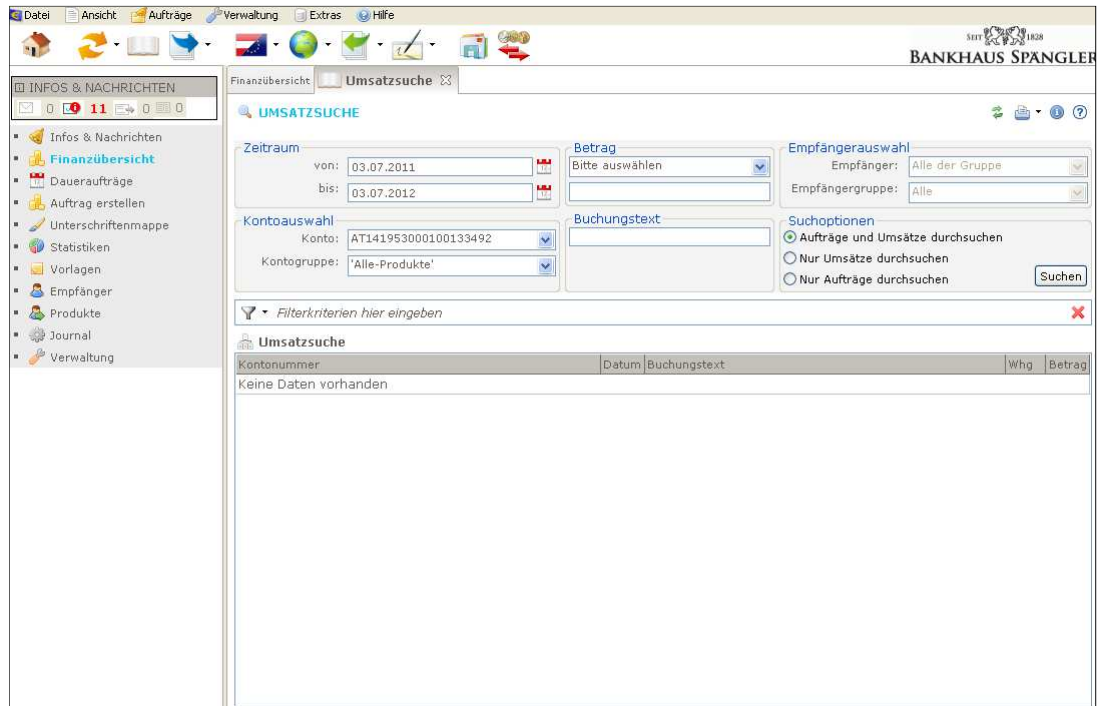 Datei Ansicht Aufträge Verwaltung Extras Hilfe
SEIT 1828
BANKHAUS SPÄNGLER
INFOS & NACHRICHTEN
0 11 0 0
Infos & Nachrichten
Finanzübersicht
Daueraufträge
Auftrag erstellen
Unterschriftenmappe
Statistiken
Vorlagen
Empfänger
Produkte
Journal
Verwaltung
Finanzübersicht Umsatzsuche
UMSATZSUCHE
Zeitraum
von: 03.07.2011
bis: 03.07.2012
Betrag
Bitte auswählen
Empfängerauswahl
Empfänger: Alle der Gruppe
Empfängergruppe: Alle
Kontoauswahl
Konto: AT141953000100133492
Kontogruppe: 'Alle-Produkte'
Buchungstext
Suchoptionen
Aufträge und Umsätze durchsuchen
Nur Umsätze durchsuchen
Nur Aufträge durchsuchen
Suchen
Filterkriterien hier eingeben
Umsatzsuche
Kontonummer Datum Buchungstext Whg Betrag
Keine Daten vorhanden